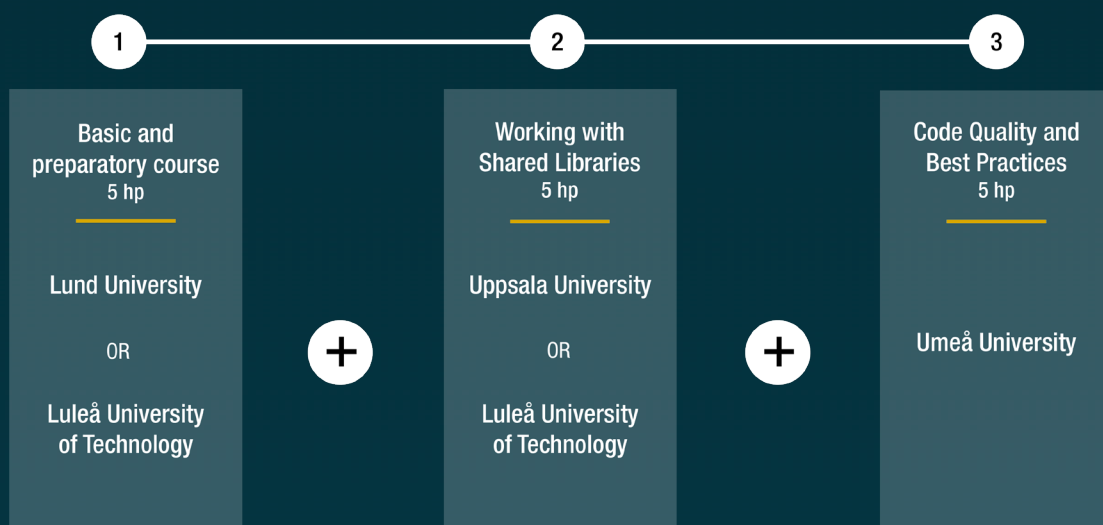 1
2
3
Basic and
preparatory course
5 hp
Lund University
OR
Luleå University
of Technology
+
Working with
Shared Libraries
5 hp
Uppsala University
OR
Luleå University
of Technology
+
Code Quality and
Best Practices
5 hp
Umeå University